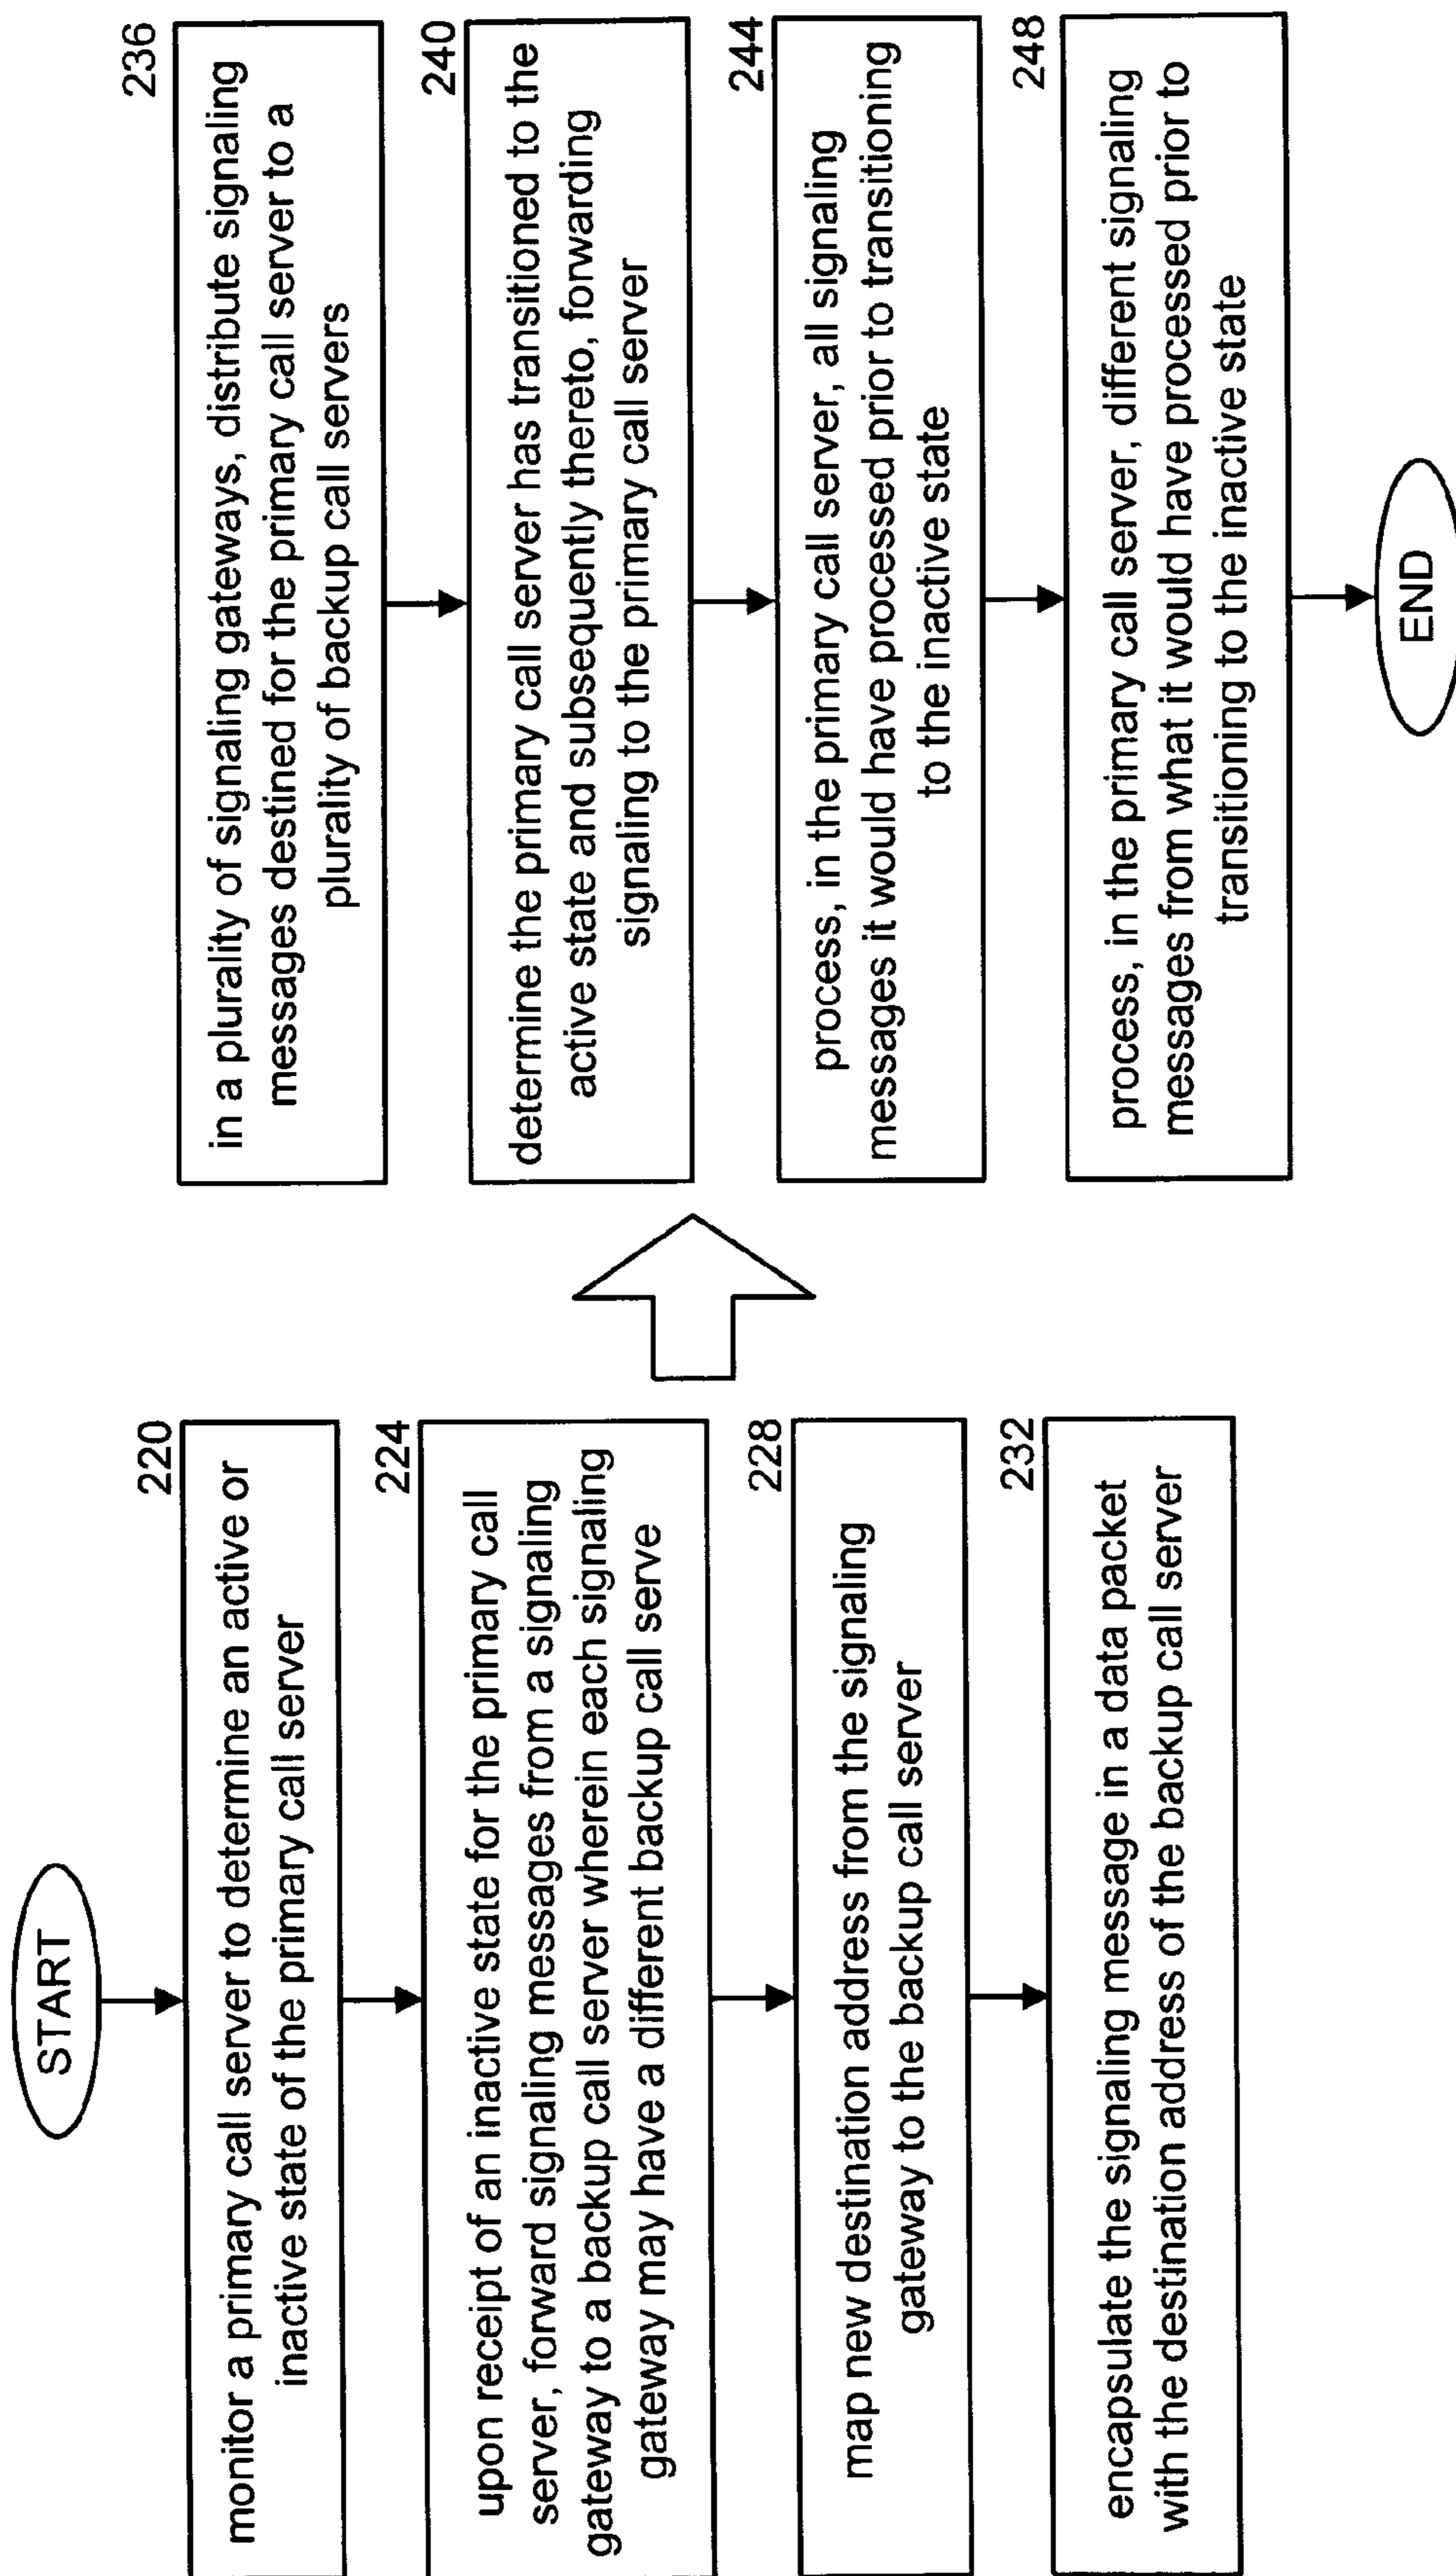 START
220
monitor a primary call server to determine an active or
inactive state of the primary call server
224
upon receipt of an inactive state for the primary call
server, forward signaling messages from a signaling
gateway to a backup call server wherein each signaling
gateway may have a different backup call serve
228
map new destination address from the signaling
gateway to the backup call server
232
encapsulate the signaling message in a data packet
with the destination address of the backup call server
236
in a plurality of signaling gateways, distribute signaling
messages destined for the primary call server to a
plurality of backup call servers
240
determine the primary call server has transitioned to the
active state and subsequently thereto, forwarding
signaling to the primary call server
244
process, in the primary call server, all signaling
messages it would have processed prior to transitioning
to the inactive state
248
process, in the primary call server, different signaling
messages from what it would have processed prior to
transitioning to the inactive state
END